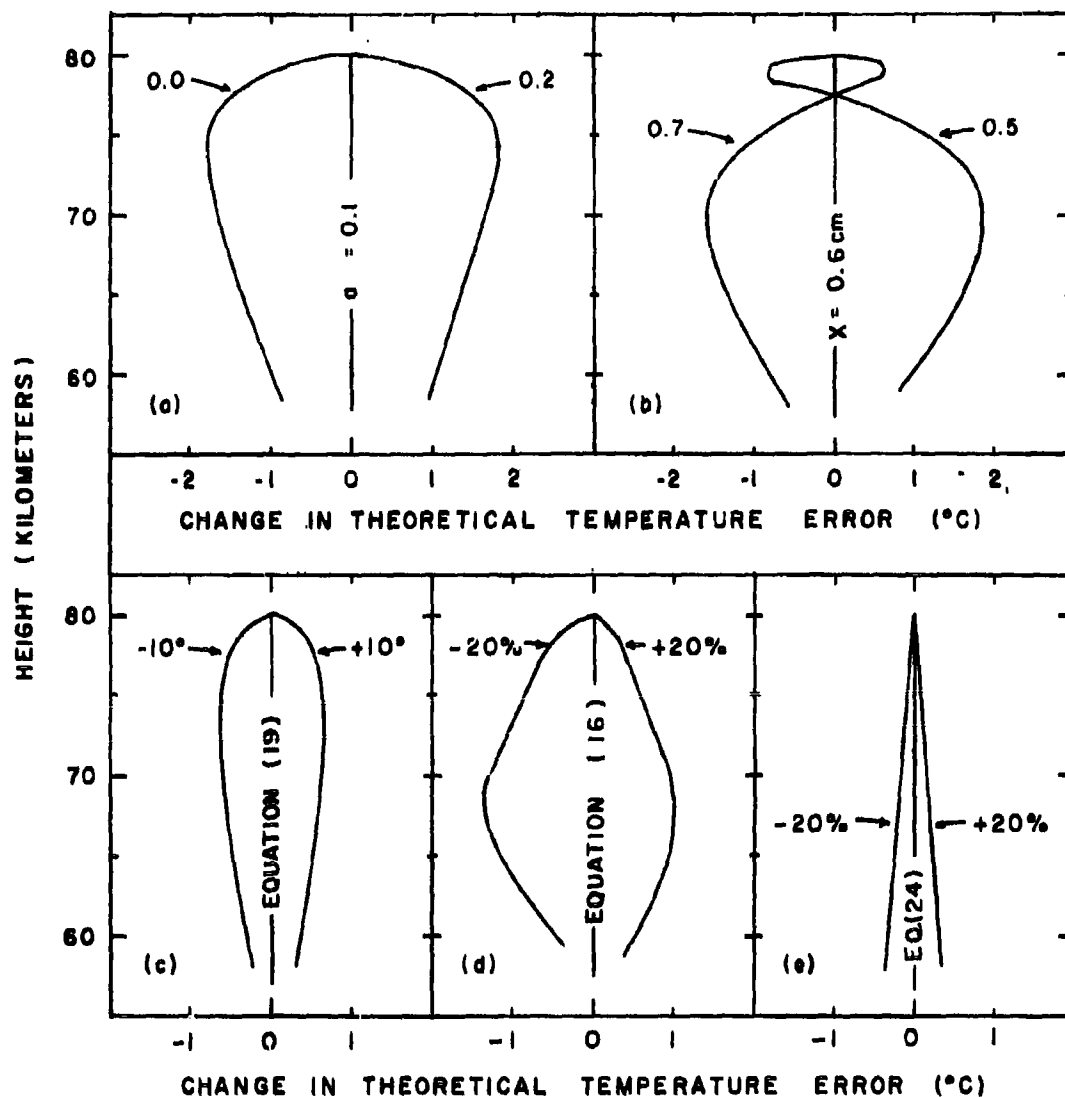 HEIGHT (KILOMETERS)
80
70
60
0.0
0.2
a = 0.1
(a)
0.7
0.5
X = 0.6cm
(b)
-2 -1 0 1 2
-2 -1 0 1 2
CHANGE IN THEORETICAL TEMPERATURE ERROR (°C)
80
70
60
-10°
+10°
EQUATION (19)
(c)
-20%
+20%
EQUATION (16)
(d)
-20%
+20%
EQ.(24)
(e)
-1 0 1
-1 0 1
-1 0 1
CHANGE IN THEORETICAL TEMPERATURE ERROR (°C)